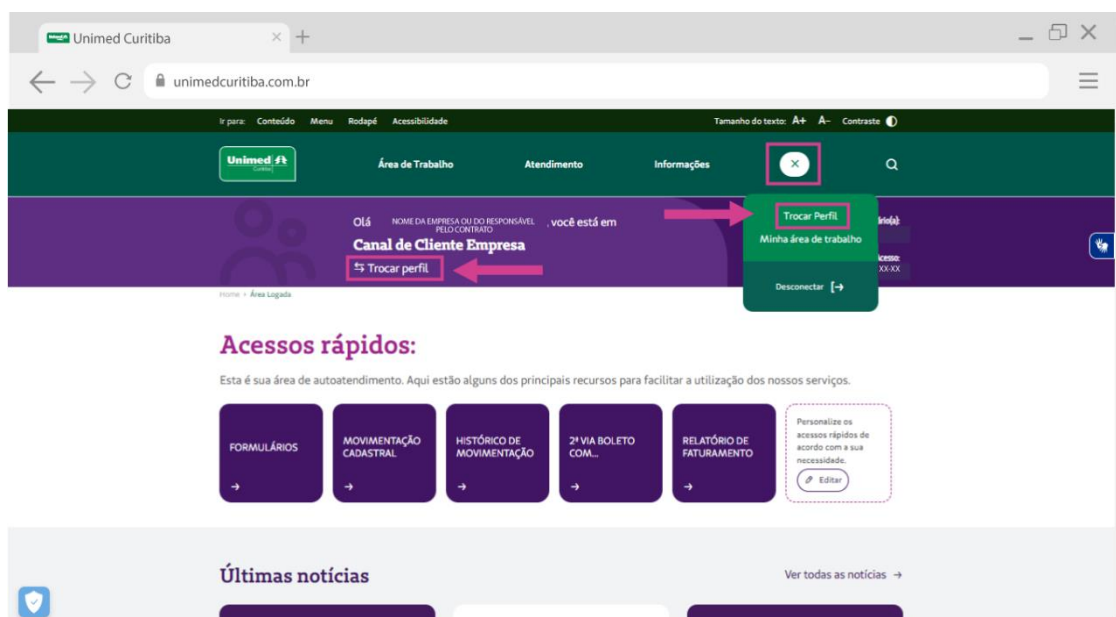 Unimed Curitiba
unimedcuritiba.com.br
Ir para: Conteúdo Menu Rodapé Acessibilidade
Tamanho do texto: A+ A- Contraste
Unimed
Curitiba
Área de Trabalho
Atendimento
Informações
Olá NOME DA EMPRESA OU DO RESPONSÁVEL PELO CONTRATO , você está em
Canal de Cliente Empresa
Trocar perfil
Trocar Perfil
Minha área de trabalho
Desconectar
XX-XX
Home > Área Logada
Acessos rápidos:
Esta é sua área de autoatendimento. Aqui estão alguns dos principais recursos para facilitar a utilização dos nossos serviços.
FORMULÁRIOS
MOVIMENTAÇÃO
CADASTRAL
HISTÓRICO DE
MOVIMENTAÇÃO
2ª VIA BOLETO
COM...
RELATÓRIO DE
FATURAMENTO
Personalize os
acessos rápidos de
acordo com a sua
necessidade.
Editar
Últimas notícias
Ver todas as notícias